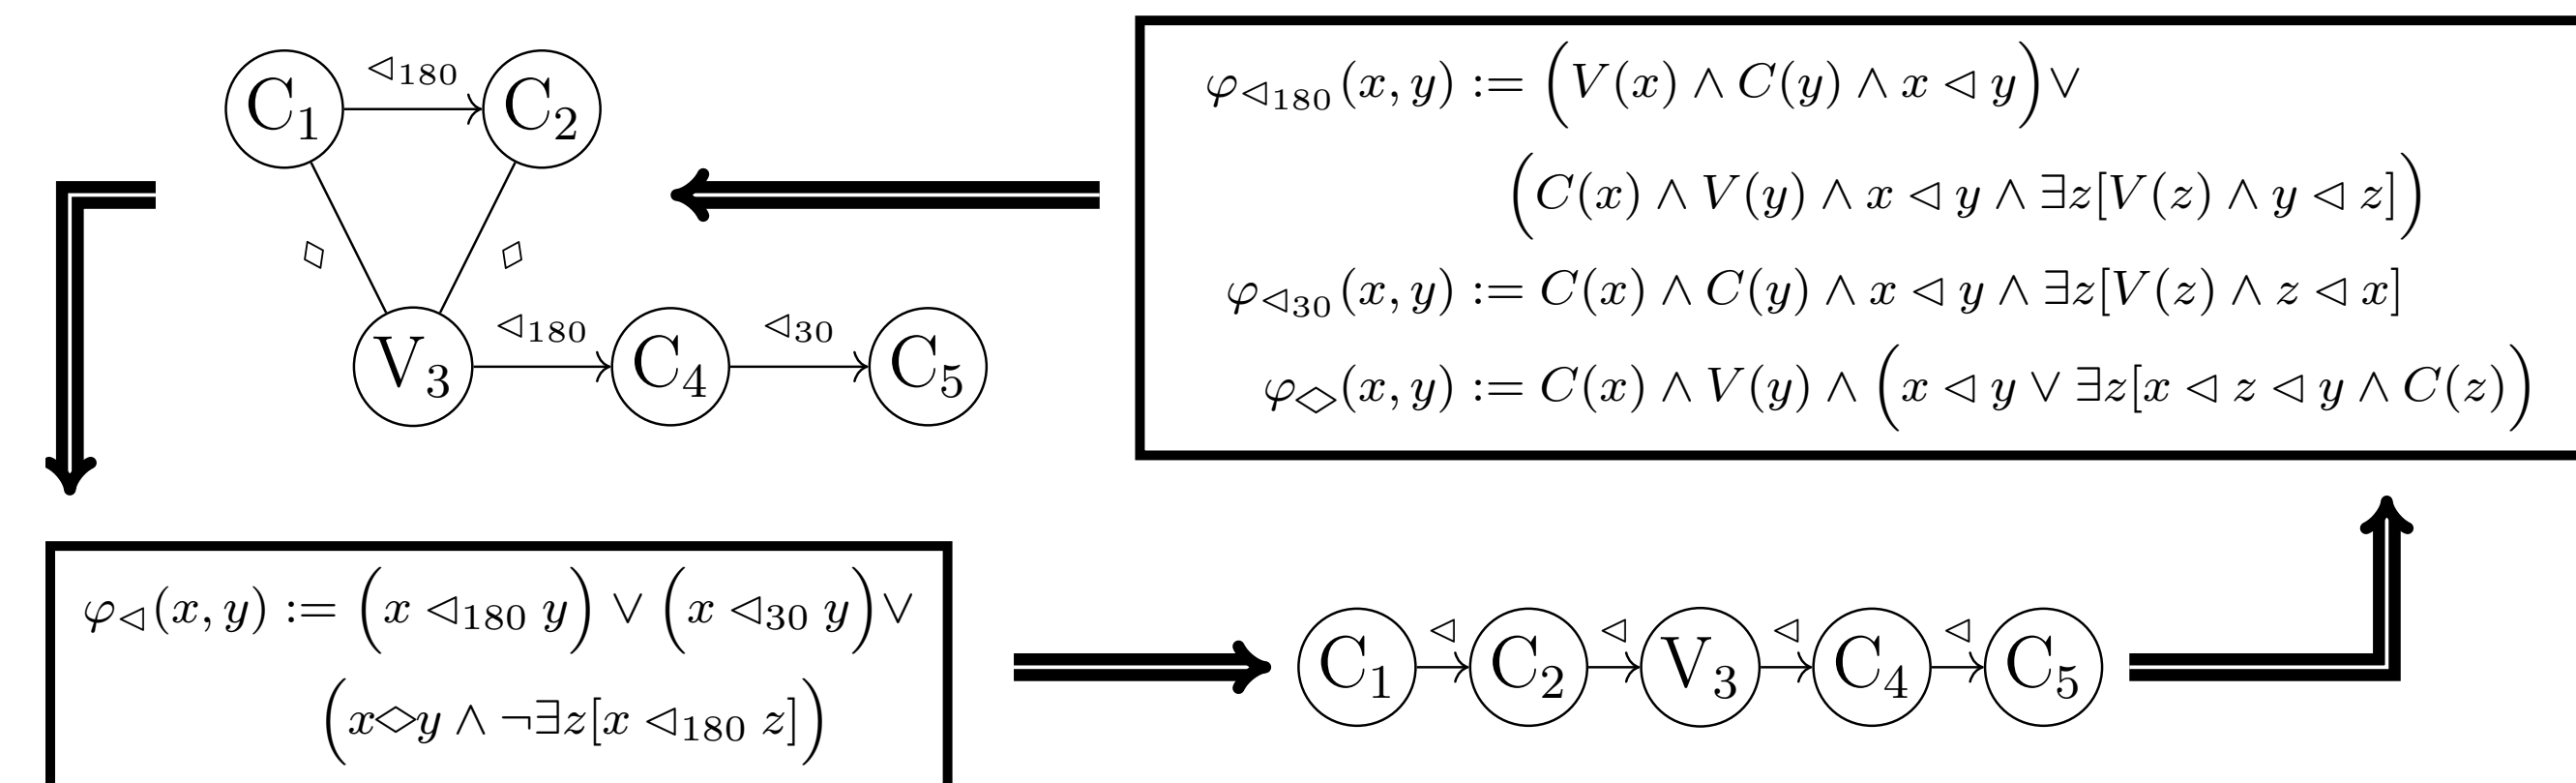 C₁ ◁₁₈₀ C₂
◇ ◇
V₃ ◁₁₈₀ C₄ ◁₃₀ C₅
φ◁₁₈₀(x, y) := (V(x) ∧ C(y) ∧ x ◁ y) ∨
(C(x) ∧ V(y) ∧ x ◁ y ∧ ∃z[V(z) ∧ y ◁ z])
φ◁₃₀(x, y) := C(x) ∧ C(y) ∧ x ◁ y ∧ ∃z[V(z) ∧ z ◁ x]
φ◇(x, y) := C(x) ∧ V(y) ∧ (x ◁ y ∨ ∃z[x ◁ z ◁ y ∧ C(z))
φ◁(x, y) := (x ◁₁₈₀ y) ∨ (x ◁₃₀ y) ∨
(x◇y ∧ ¬∃z[x ◁₁₈₀ z])
C₁ ◁ C₂ ◁ V₃ ◁ C₄ ◁ C₅